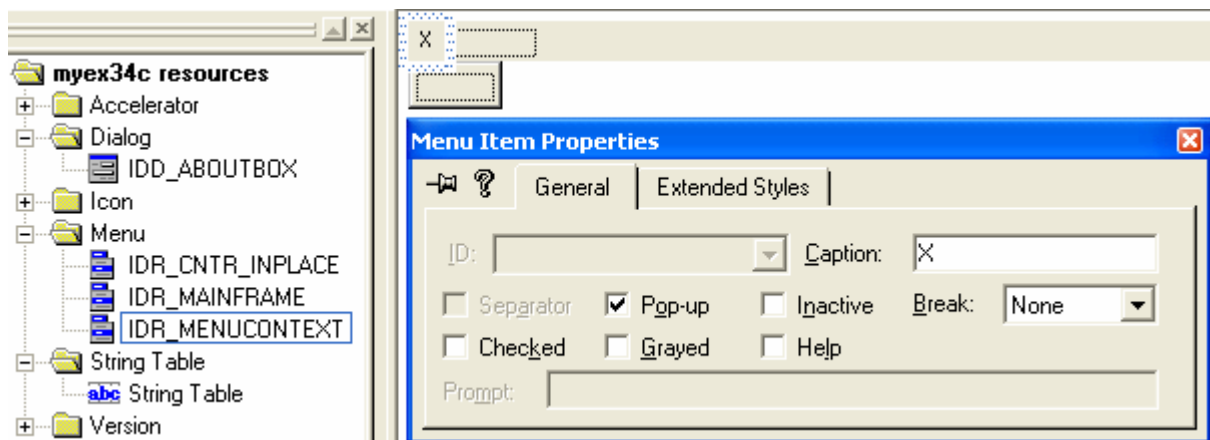 myex34c resources
Accelerator
Dialog
IDD_ABOUTBOX
Icon
Menu
IDR_CNTR_INPLACE
IDR_MAINFRAME
IDR_MENUCONTEXT
String Table
abc String Table
Version
X
Menu Item Properties
General Extended Styles
ID: Caption: X
Separator Pop-up Inactive Break: None
Checked Grayed Help
Prompt: